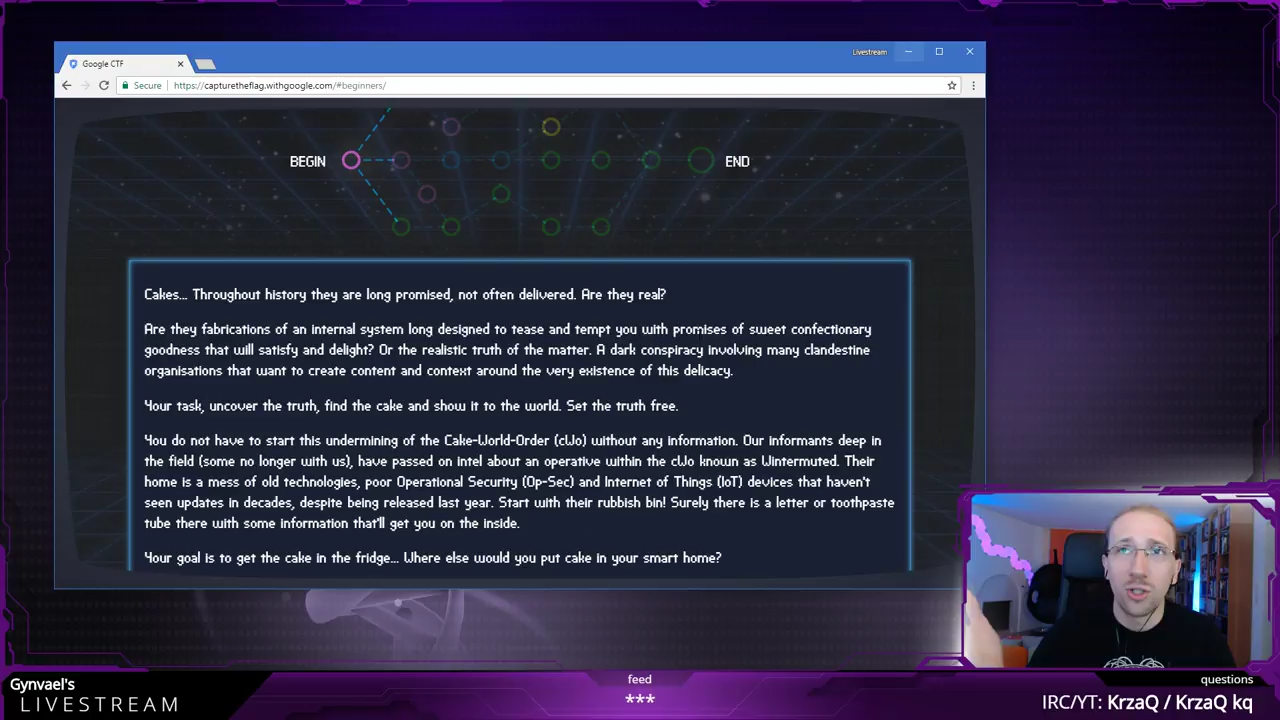 Livestream
Google CTF
Secure
https://capturetheflag.withgoogle.com/#beginners/
BEGIN
END
Cakes... Throughout history they are long promised, not often delivered. Are they real?
Are they fabrications of an internal system long designed to tease and tempt you with promises of sweet confectionary
goodness that will satisfy and delight? Or the realistic truth of the matter. A dark conspiracy involving many clandestine
organisations that want to create content and context around the very existence of this delicacy.
Your task, uncover the truth, find the cake and show it to the world. Set the truth free.
You do not have to start this undermining of the Cake-World-Order (cWo) without any information. Our informants deep in
the field (some no longer with us), have passed on intel about an operative within the cWo known as Wintermuted. Their
home is a mess of old technologies, poor Operational Security (Op-Sec) and Internet of Things (IoT) devices that haven't
seen updates in decades, despite being released last year. Start with their rubbish bin! Surely there is a letter or toothpaste
tube there with some information that'll get you on the inside.
Your goal is to get the cake in the fridge... Where else would you put cake in your smart home?
Gynvael's
LIVESTREAM
feed
***
questions
IRC/YT: KrzaQ / KrzaQ kq